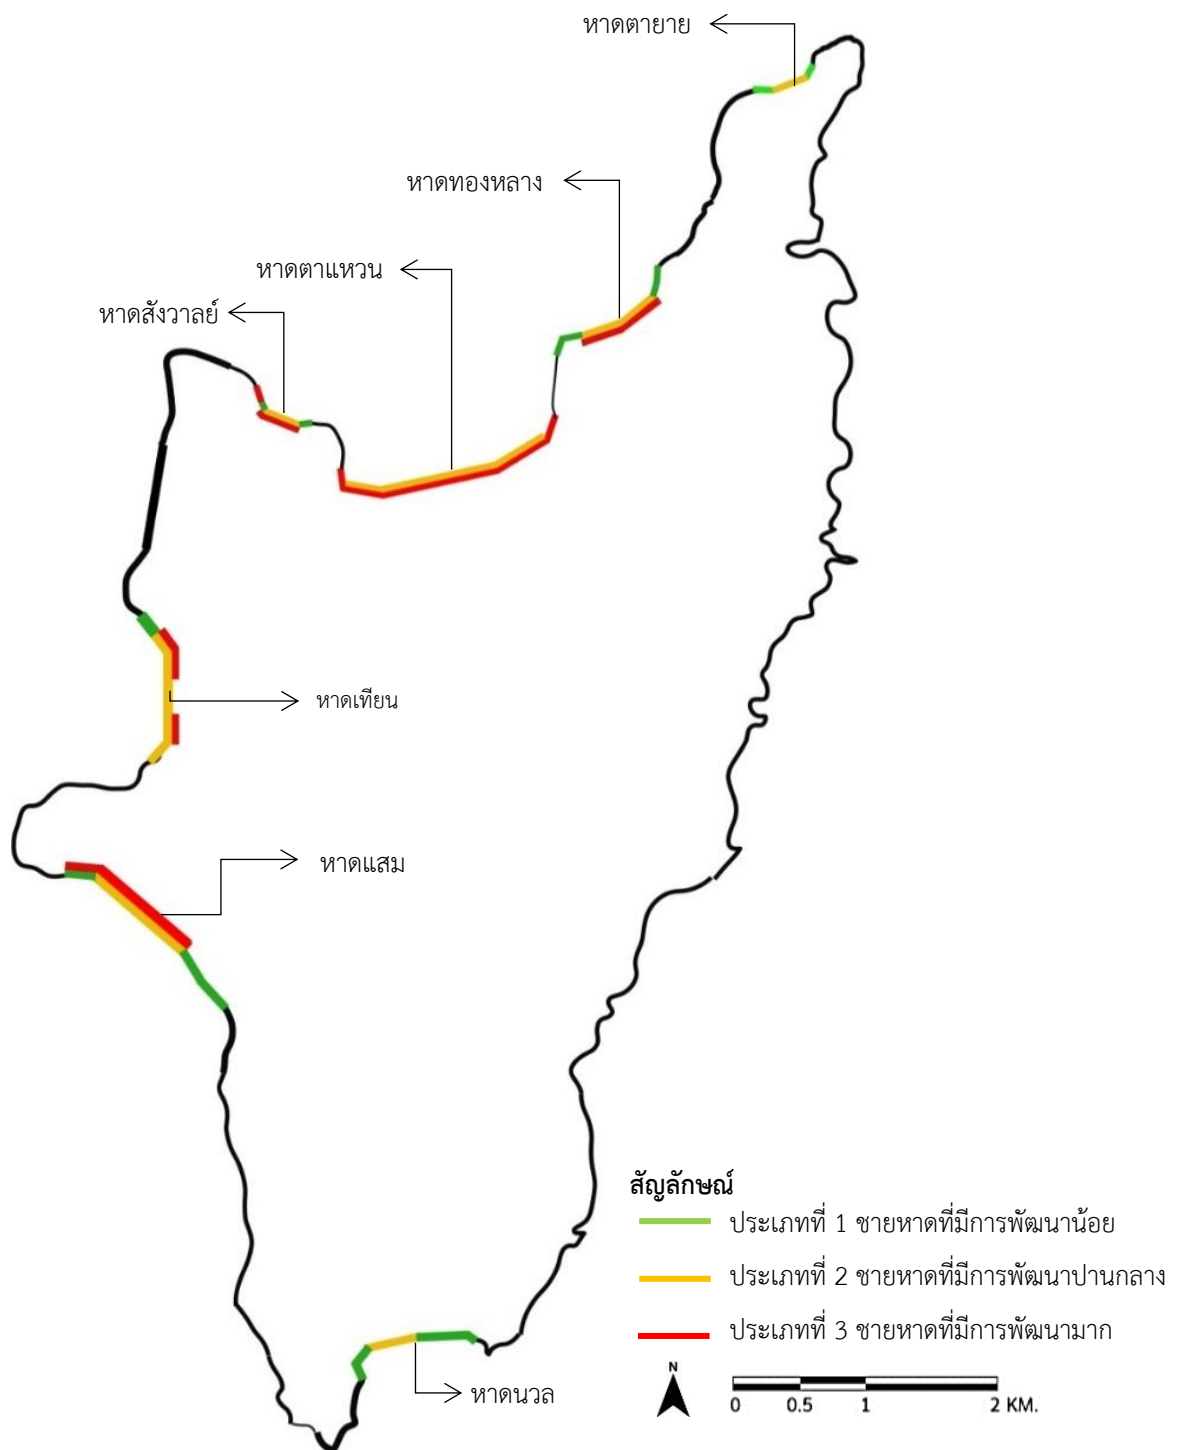 หาดตายาย
หาดทองหลาง
หาดตาแหวน
หาดสังวาลย์
หาดเทียน
หาดแสม
สัญลักษณ์
ประเภทที่ 1 ชายหาดที่มีการพัฒนาน้อย
ประเภทที่ 2 ชายหาดที่มีการพัฒนาปานกลาง
ประเภทที่ 3 ชายหาดที่มีการพัฒนามาก
หาดนวล
N
0 0.5 1 2 KM.